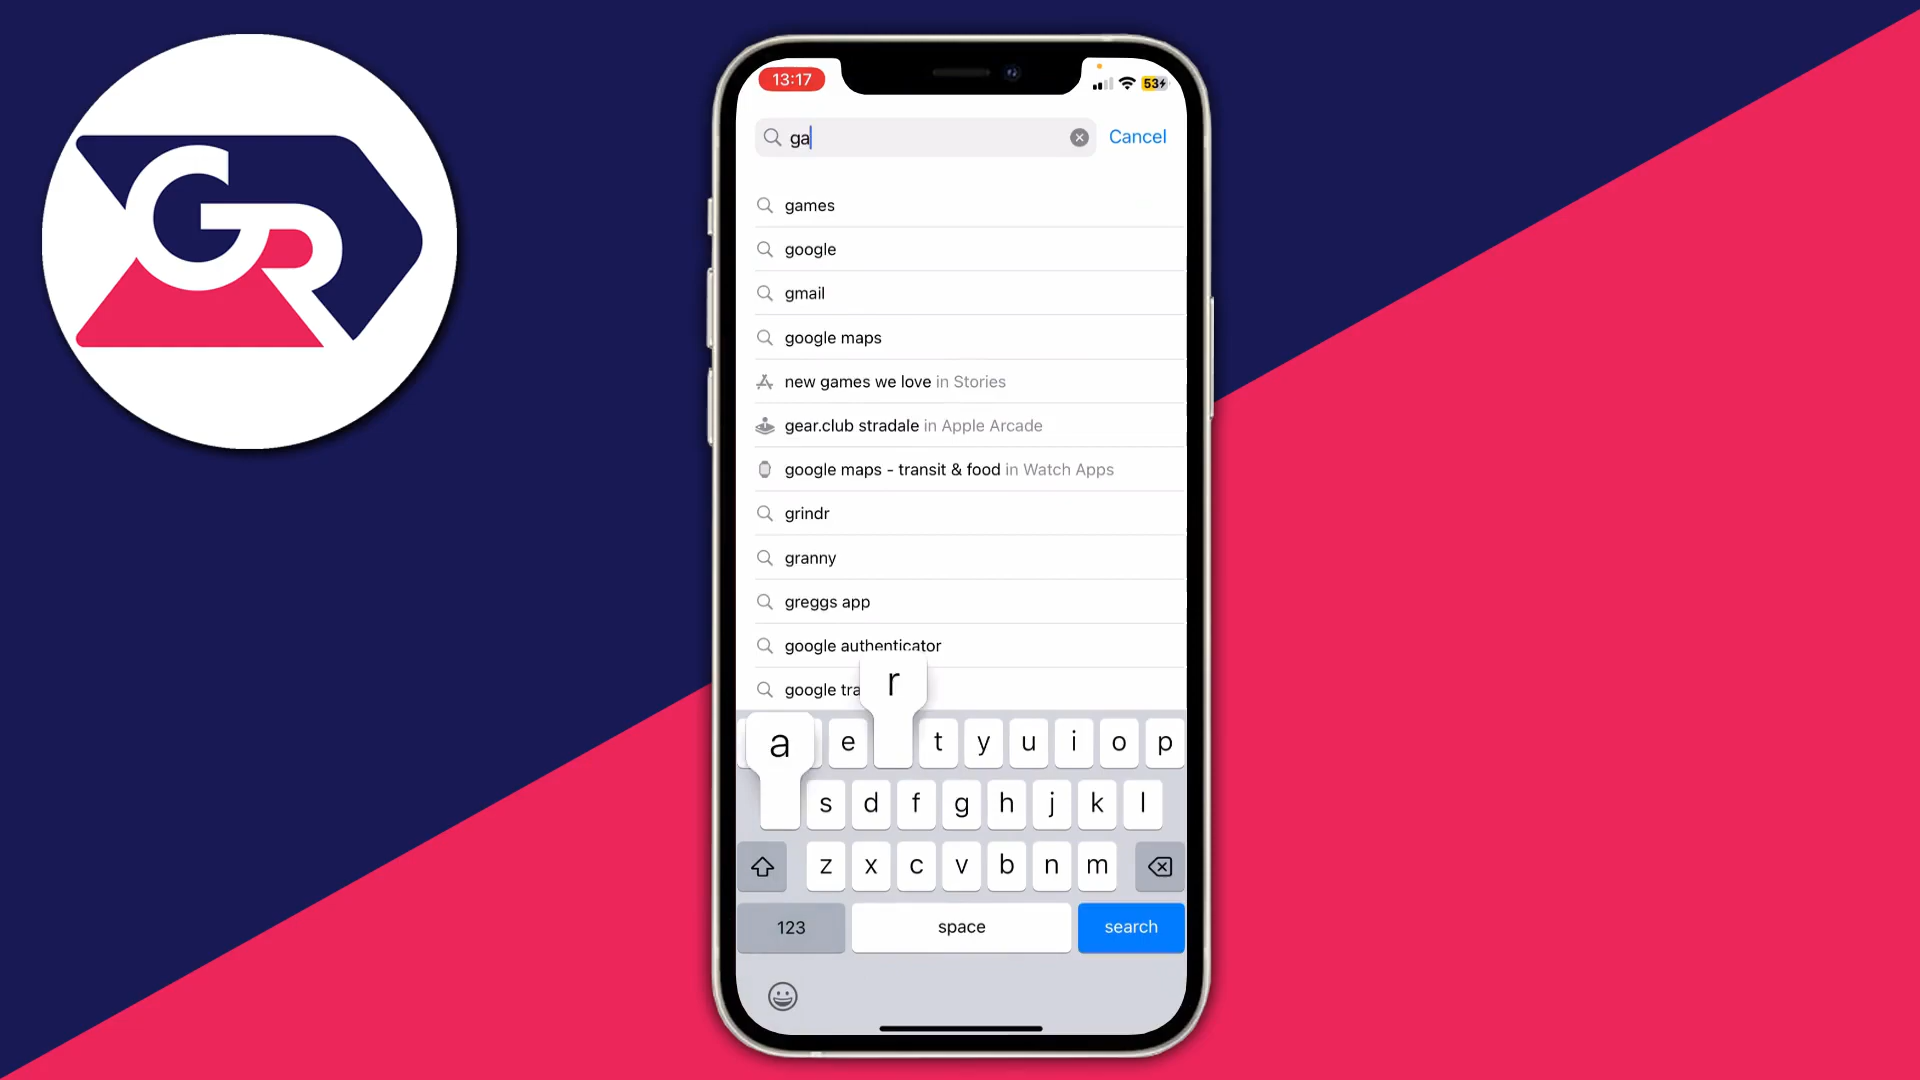 GR
13:17
53
ga
Cancel
games
google
gmail
google maps
new games we love in Stories
gear.club stradale in Apple Arcade
google maps - transit & food in Watch Apps
grindr
granny
greggs app
google authenticator
google tra
r
a
e t y u i o p
s d f g h j k l
z x c v b n m
123 space search